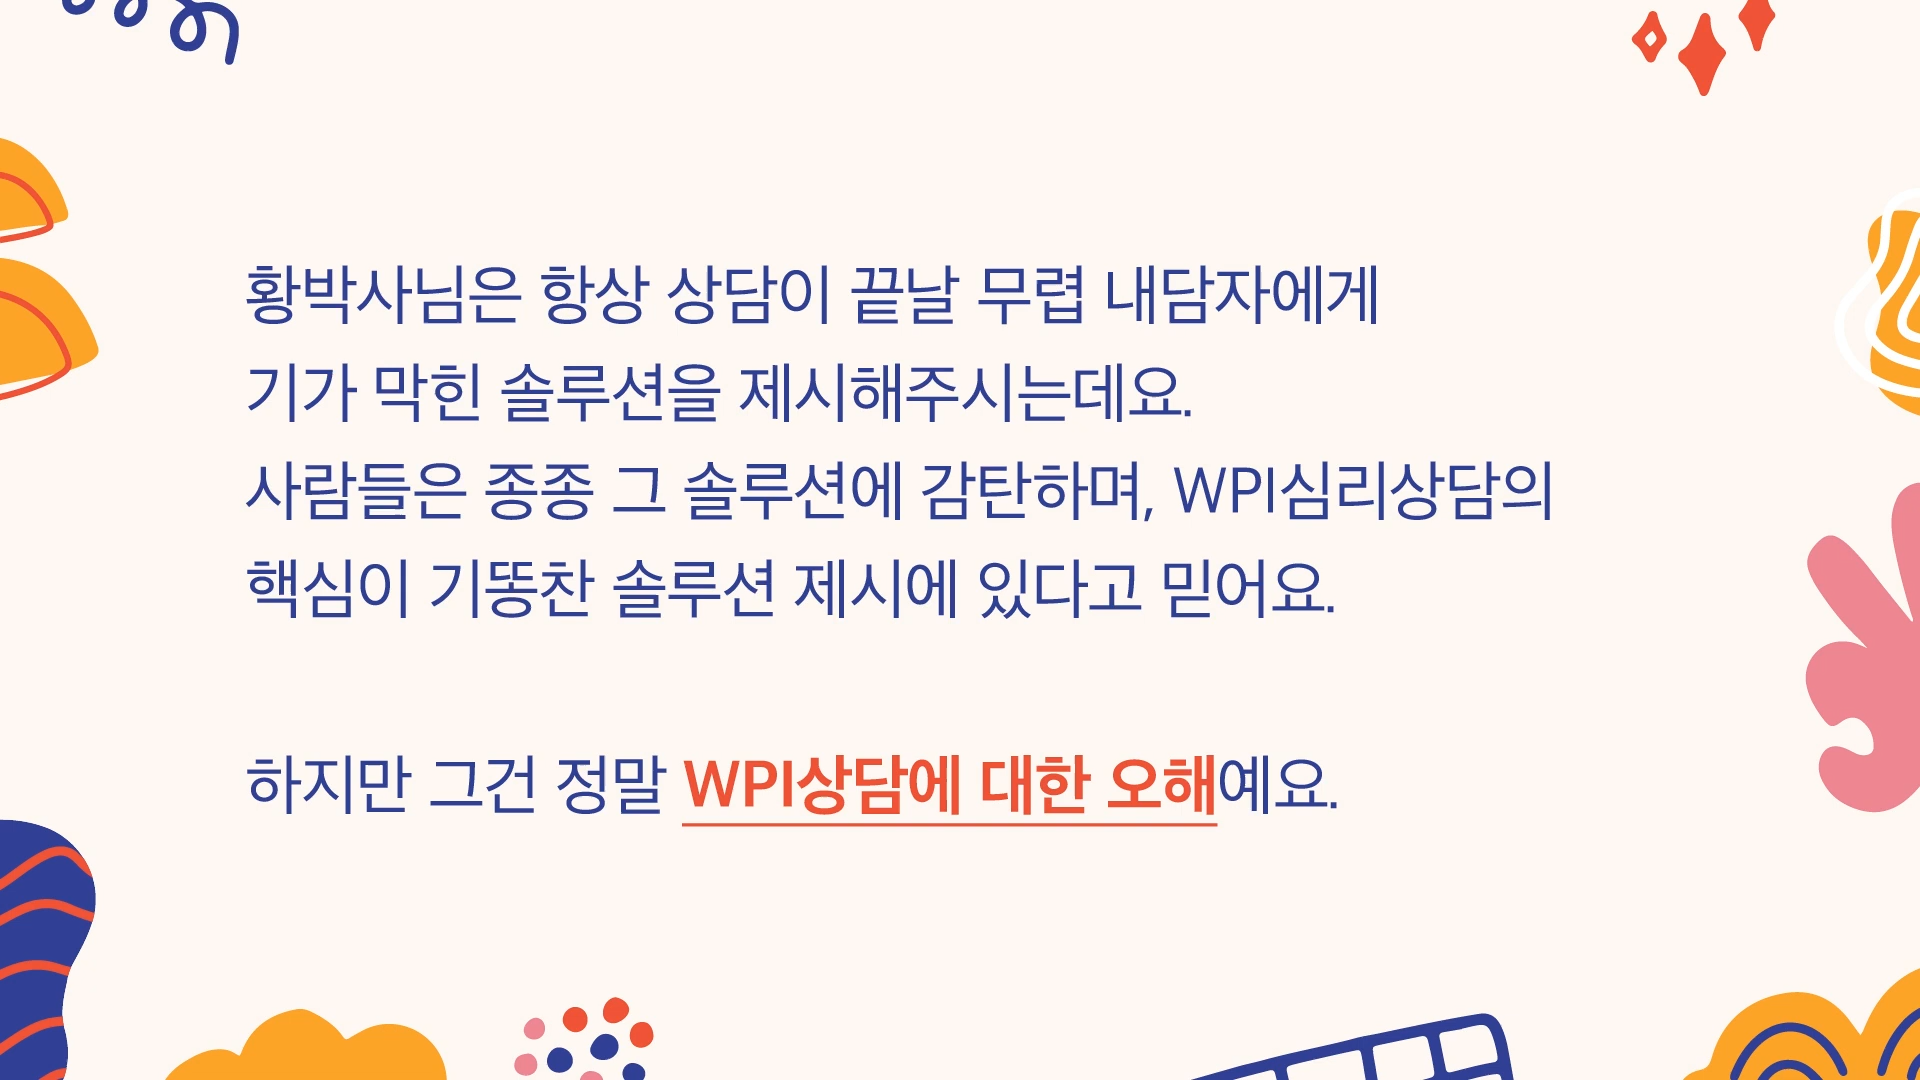 황박사님은 항상 상담이 끝날 무렵 내담자에게
기가 막힌 솔루션을 제시해주시는데요.
사람들은 종종 그 솔루션에 감탄하며, WPI심리상담의
핵심이 기똥찬 솔루션 제시에 있다고 믿어요.
하지만 그건 정말 WPI상담에 대한 오해예요.